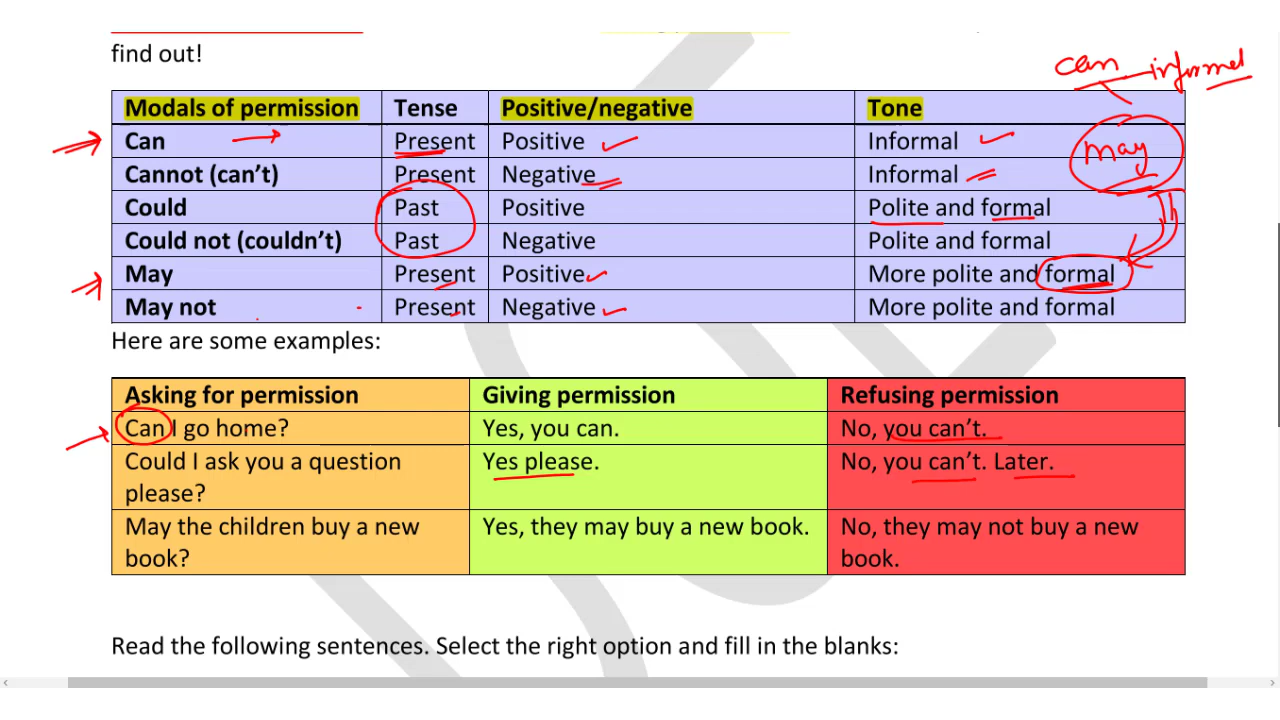 find out!
can informal
Modals of permission Tense Positive/negative Tone
Can Present Positive Informal
may
Cannot (can't) Present Negative Informal
Could Past Positive Polite and formal
Could not (couldn't) Past Negative Polite and formal
May Present Positive More polite and formal
May not Present Negative More polite and formal
Here are some examples:
Asking for permission Giving permission Refusing permission
Can I go home? Yes, you can. No, you can't.
Could I ask you a question Yes please. No, you can't. Later.
please?
May the children buy a new Yes, they may buy a new book. No, they may not buy a new
book? book.
Read the following sentences. Select the right option and fill in the blanks: